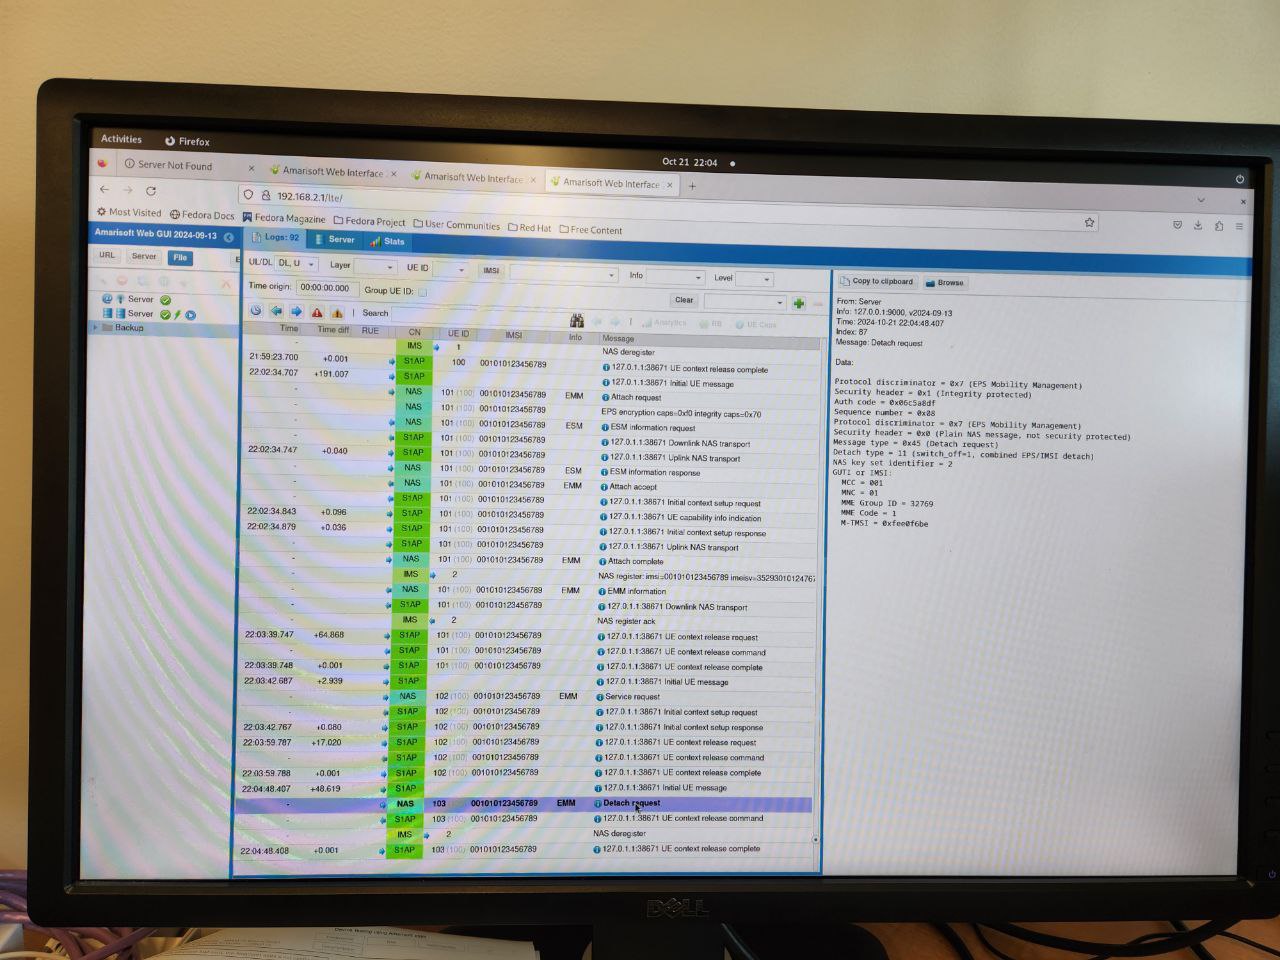 Activities Firefox
Oct 21 22:04
Server Not Found × Amarisoft Web Interface × Amarisoft Web Interface × Amarisoft Web Interface × +
192.168.2.1/lte/
Most Visited Fedora Docs Fedora Magazine Fedora Project User Communities Red Hat Free Content
Amarisoft Web GUI 2024-09-13 Logs: 92 Server Stats
URL Server File
UL/DL DL, U Layer UE ID IMSI Info Level
Time origin: 00:00:00.000 Group UE ID: Clear
Search Analytics RB UE Caps
Server
Server
Backup
Time Time diff RUE CN UE ID IMSI Info Message
- IMS 1 NAS deregister
21:59:23.700 +0.001 S1AP 100 001010123456789 127.0.1.1:38671 UE context release complete
22:02:34.707 +191.007 S1AP 127.0.1.1:38671 Initial UE message
- NAS 101 (100) 001010123456789 EMM Attach request
- NAS 101 (100) 001010123456789 EPS encryption caps=0xf0 integrity caps=0x70
- NAS 101 (100) 001010123456789 ESM ESM information request
- S1AP 101 (100) 001010123456789 127.0.1.1:38671 Downlink NAS transport
22:02:34.747 +0.040 S1AP 101 (100) 001010123456789 127.0.1.1:38671 Uplink NAS transport
- NAS 101 (100) 001010123456789 ESM ESM information response
- NAS 101 (100) 001010123456789 EMM Attach accept
- S1AP 101 (100) 001010123456789 127.0.1.1:38671 Initial context setup request
22:02:34.843 +0.096 S1AP 101 (100) 001010123456789 127.0.1.1:38671 UE capability info indication
22:02:34.879 +0.036 S1AP 101 (100) 001010123456789 127.0.1.1:38671 Initial context setup response
- S1AP 101 (100) 001010123456789 127.0.1.1:38671 Uplink NAS transport
- NAS 101 (100) 001010123456789 EMM Attach complete
- IMS 2 NAS register: imsi=001010123456789 imeisv=35293010124767
- NAS 101 (100) 001010123456789 EMM EMM information
- S1AP 101 (100) 001010123456789 127.0.1.1:38671 Downlink NAS transport
- IMS 2 NAS register ack
22:03:39.747 +64.868 S1AP 101 (100) 001010123456789 127.0.1.1:38671 UE context release request
- S1AP 101 (100) 001010123456789 127.0.1.1:38671 UE context release command
22:03:39.748 +0.001 S1AP 101 (100) 001010123456789 127.0.1.1:38671 UE context release complete
22:03:42.687 +2.939 S1AP 127.0.1.1:38671 Initial UE message
- NAS 102 (100) 001010123456789 EMM Service request
- S1AP 102 (100) 001010123456789 127.0.1.1:38671 Initial context setup request
22:03:42.767 +0.080 S1AP 102 (100) 001010123456789 127.0.1.1:38671 Initial context setup response
22:03:59.787 +17.020 S1AP 102 (100) 001010123456789 127.0.1.1:38671 UE context release request
- S1AP 102 (100) 001010123456789 127.0.1.1:38671 UE context release command
22:03:59.788 +0.001 S1AP 102 (100) 001010123456789 127.0.1.1:38671 UE context release complete
22:04:48.407 +48.619 S1AP 127.0.1.1:38671 Initial UE message
- NAS 103 001010123456789 EMM Detach request
- S1AP 103 (100) 001010123456789 127.0.1.1:38671 UE context release command
- IMS 2 NAS deregister
22:04:48.408 +0.001 S1AP 103 (100) 001010123456789 127.0.1.1:38671 UE context release complete
Copy to clipboard Browse
From: Server
Info: 127.0.0.1:9000, v2024-09-13
Time: 2024-10-21 22:04:48.407
Index: 87
Message: Detach request
Data:
Protocol discriminator = 0x7 (EPS Mobility Management)
Security header = 0x1 (Integrity protected)
Auth code = 0x06c5a8df
Sequence number = 0x08
Protocol discriminator = 0x7 (EPS Mobility Management)
Security header = 0x0 (Plain NAS message, not security protected)
Message type = 0x45 (Detach request)
Detach type = 11 (switch_off=1, combined EPS/IMSI detach)
NAS key set identifier = 2
GUTI or IMSI:
MCC = 001
MNC = 01
MME Group ID = 32769
MME Code = 1
M-TMSI = 0xfee0f6be
DELL